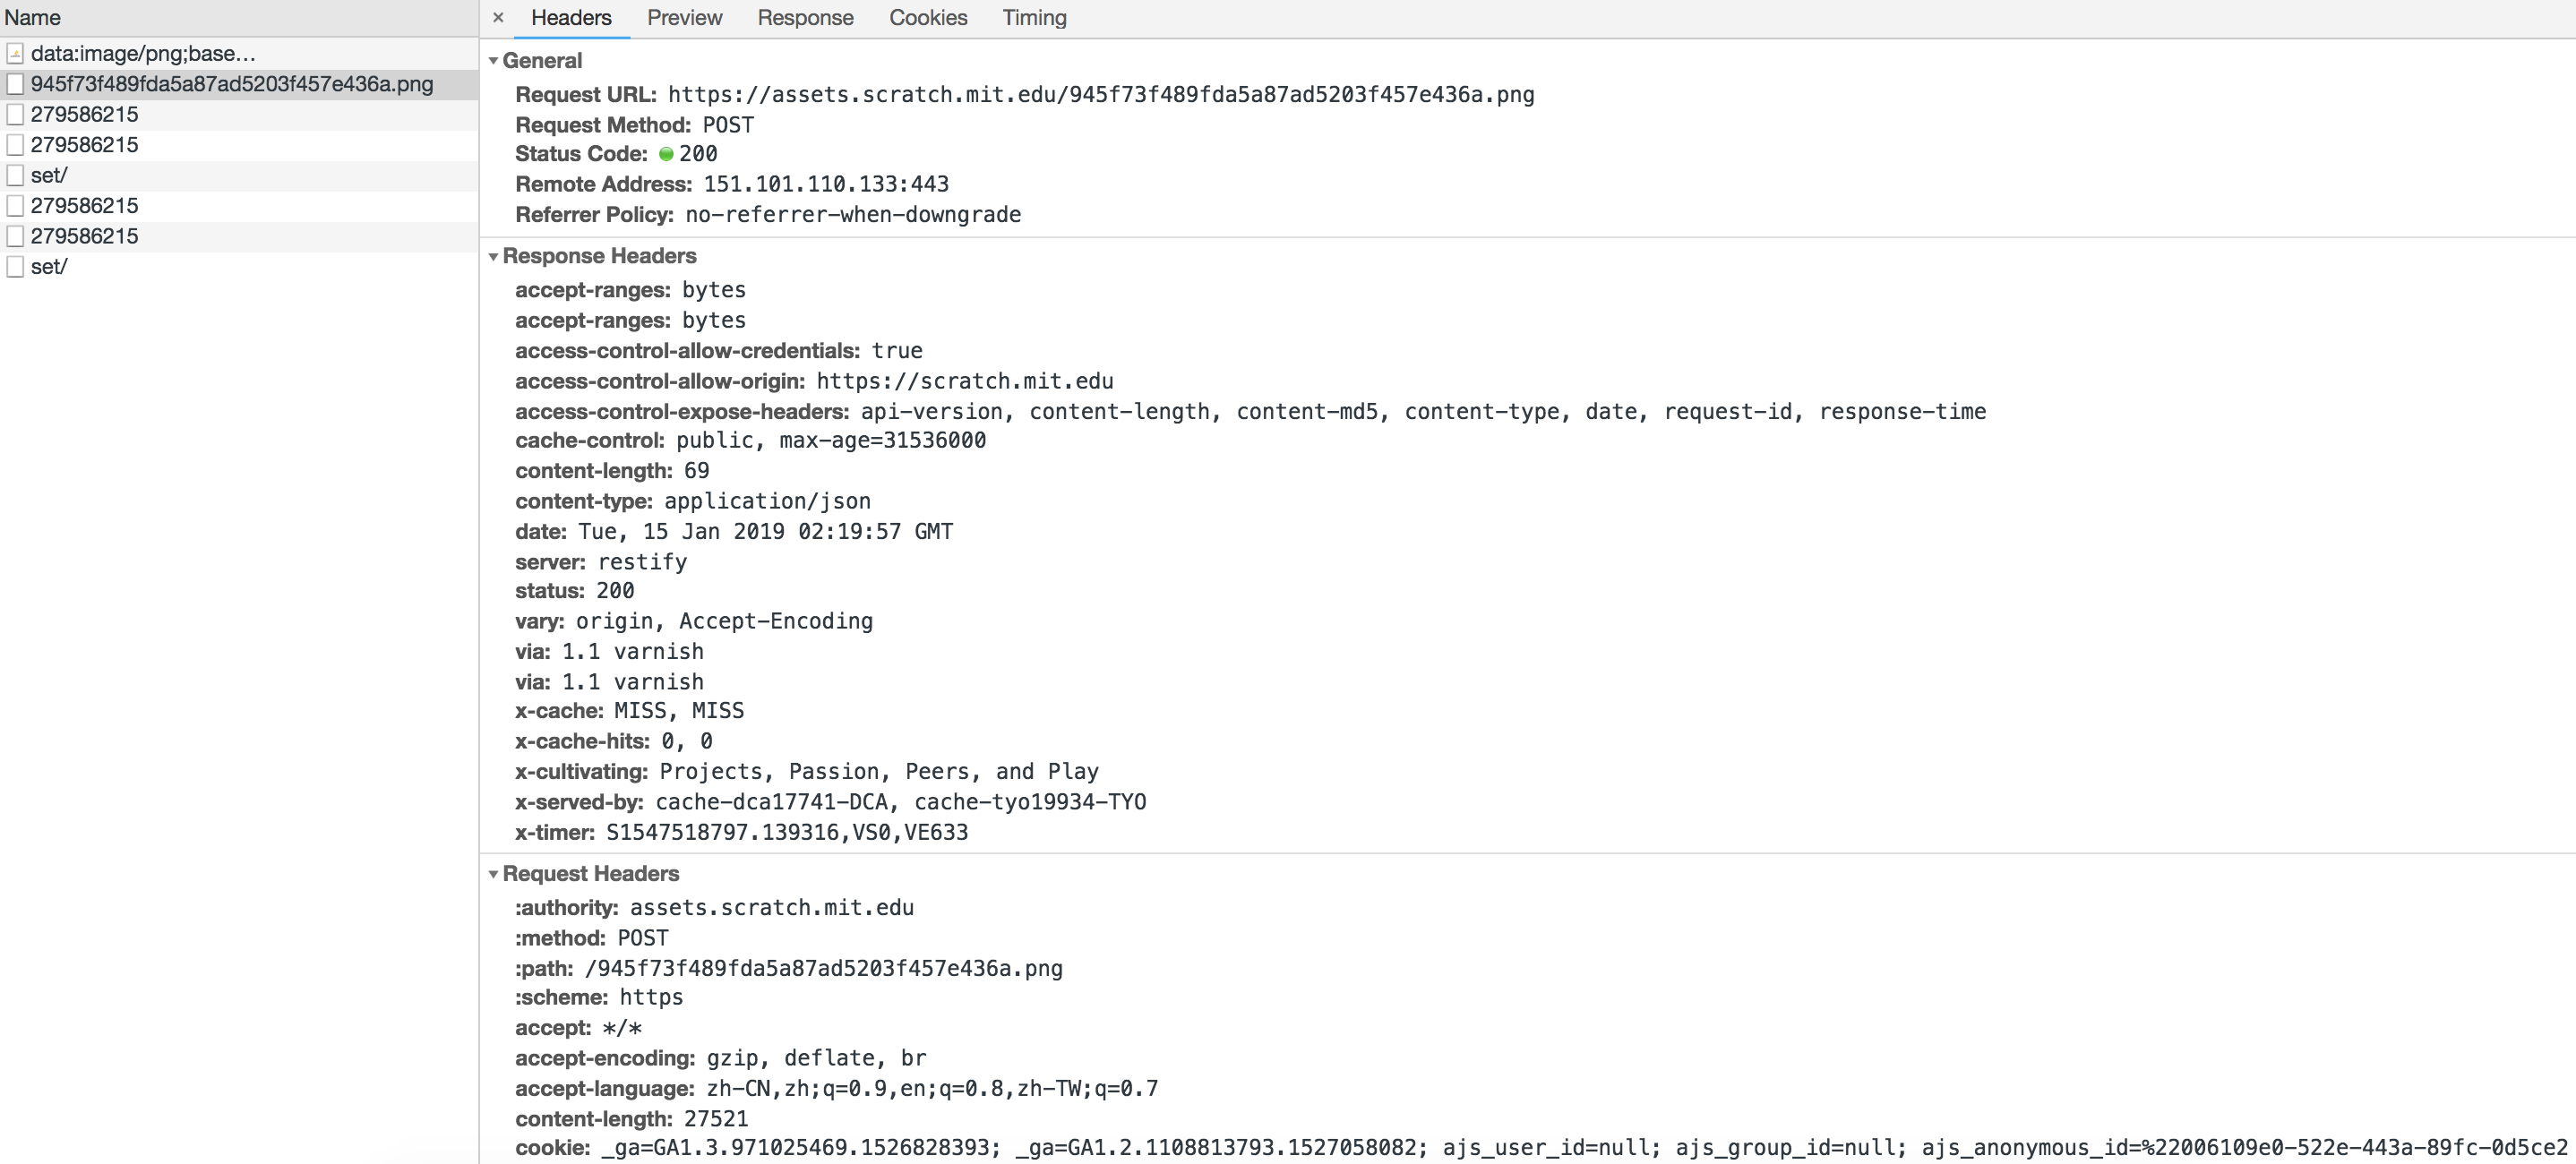 Name
data:image/png;base…
945f73f489fda5a87ad5203f457e436a.png
279586215
279586215
set/
279586215
279586215
set/
× Headers Preview Response Cookies Timing
▼ General
Request URL: https://assets.scratch.mit.edu/945f73f489fda5a87ad5203f457e436a.png
Request Method: POST
Status Code: 200
Remote Address: 151.101.110.133:443
Referrer Policy: no-referrer-when-downgrade
▼ Response Headers
accept-ranges: bytes
accept-ranges: bytes
access-control-allow-credentials: true
access-control-allow-origin: https://scratch.mit.edu
access-control-expose-headers: api-version, content-length, content-md5, content-type, date, request-id, response-time
cache-control: public, max-age=31536000
content-length: 69
content-type: application/json
date: Tue, 15 Jan 2019 02:19:57 GMT
server: restify
status: 200
vary: origin, Accept-Encoding
via: 1.1 varnish
via: 1.1 varnish
x-cache: MISS, MISS
x-cache-hits: 0, 0
x-cultivating: Projects, Passion, Peers, and Play
x-served-by: cache-dca17741-DCA, cache-tyo19934-TYO
x-timer: S1547518797.139316,VS0,VE633
▼ Request Headers
:authority: assets.scratch.mit.edu
:method: POST
:path: /945f73f489fda5a87ad5203f457e436a.png
:scheme: https
accept: */*
accept-encoding: gzip, deflate, br
accept-language: zh-CN,zh;q=0.9,en;q=0.8,zh-TW;q=0.7
content-length: 27521
cookie: _ga=GA1.3.971025469.1526828393; _ga=GA1.2.1108813793.1527058082; ajs_user_id=null; ajs_group_id=null; ajs_anonymous_id=%22006109e0-522e-443a-89fc-0d5ce2